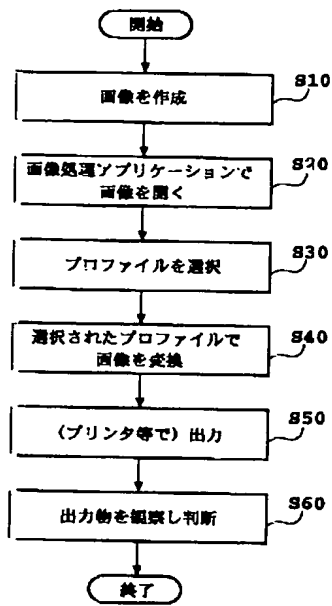 開始
画像を作成
S10
画像処理アプリケーションで
画像を開く
S20
プロファイルを選択
S30
選択されたプロファイルで
画像を変換
S40
(プリンタ等で) 出力
S50
出力物を観察し判断
S60
終了